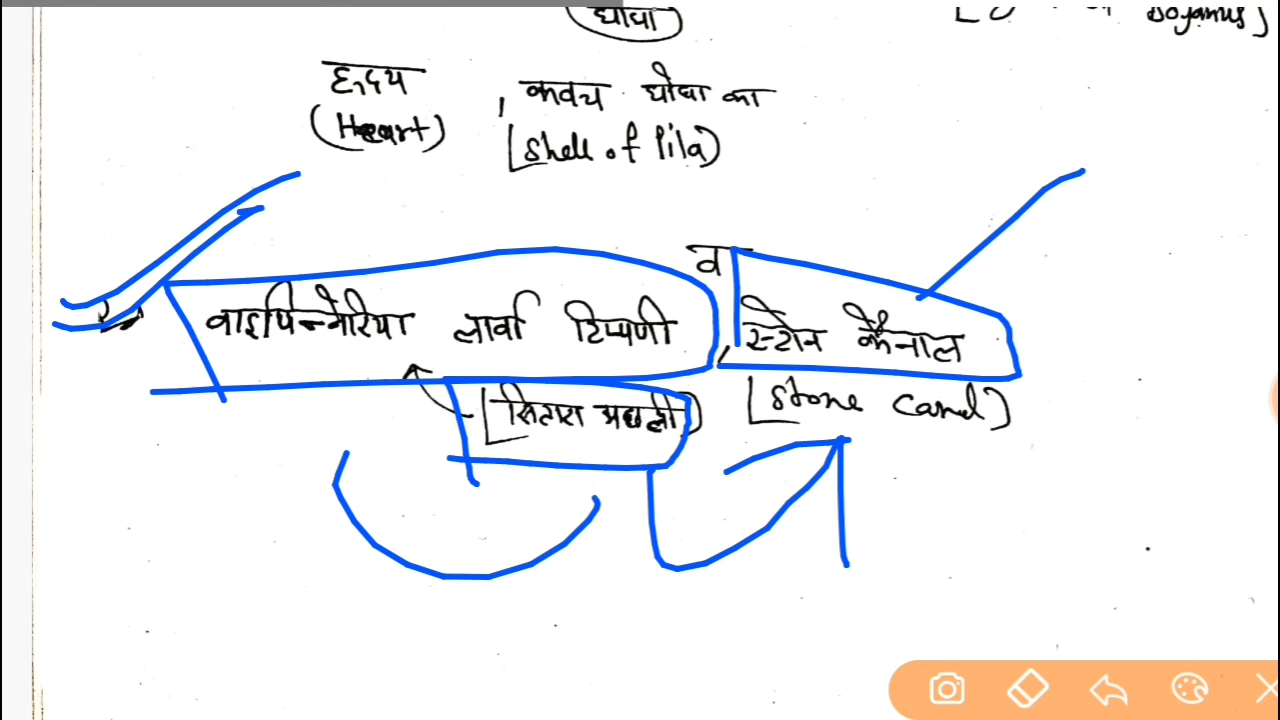 घोघा
हृदय , कवच घोघा का
(Heart) [Shell of Pila)
वाइपिन्नेरिया लार्वा टिप्पणी, व स्टोन कैनाल
[सितारा मछली) [stone canal)